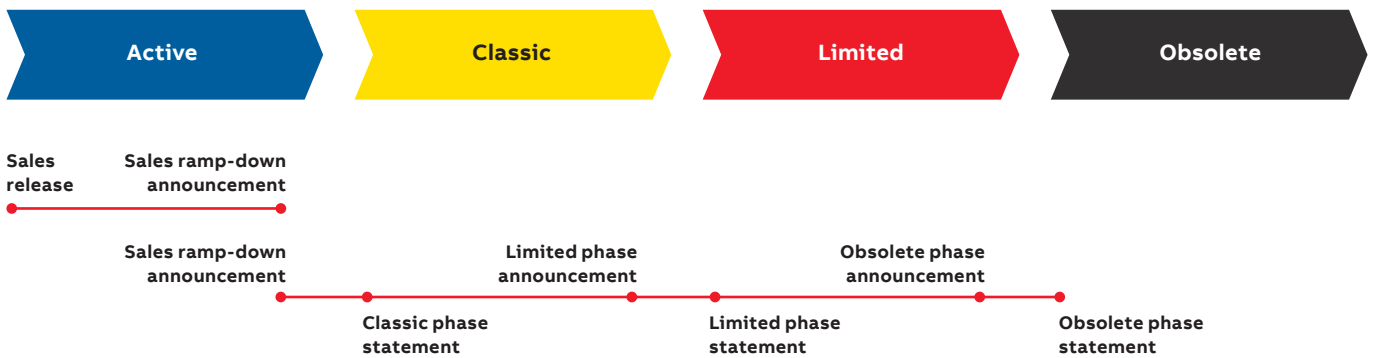 Active
Classic
Limited
Obsolete
Sales
release
Sales ramp-down
announcement
Sales ramp-down
announcement
Limited phase
announcement
Obsolete phase
announcement
Classic phase
statement
Limited phase
statement
Obsolete phase
statement